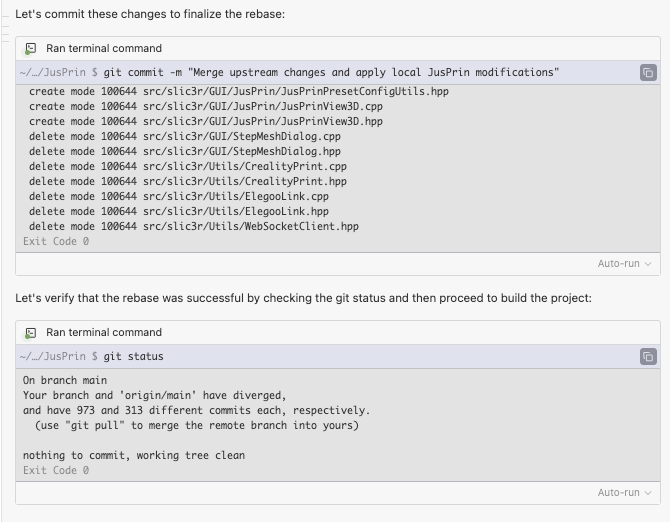 Let's commit these changes to finalize the rebase:
Ran terminal command
~/…/JusPrin $ git commit -m "Merge upstream changes and apply local JusPrin modifications"
create mode 100644 src/slic3r/GUI/JusPrin/JusPrinPresetConfigUtils.hpp
create mode 100644 src/slic3r/GUI/JusPrin/JusPrinView3D.cpp
create mode 100644 src/slic3r/GUI/JusPrin/JusPrinView3D.hpp
delete mode 100644 src/slic3r/GUI/StepMeshDialog.cpp
delete mode 100644 src/slic3r/GUI/StepMeshDialog.hpp
delete mode 100644 src/slic3r/Utils/CrealityPrint.cpp
delete mode 100644 src/slic3r/Utils/CrealityPrint.hpp
delete mode 100644 src/slic3r/Utils/ElegooLink.cpp
delete mode 100644 src/slic3r/Utils/ElegooLink.hpp
delete mode 100644 src/slic3r/Utils/WebSocketClient.hpp
Exit Code 0
Auto-run
Let's verify that the rebase was successful by checking the git status and then proceed to build the project:
Ran terminal command
~/…/JusPrin $ git status
On branch main
Your branch and 'origin/main' have diverged,
and have 973 and 313 different commits each, respectively.
(use "git pull" to merge the remote branch into yours)
nothing to commit, working tree clean
Exit Code 0
Auto-run